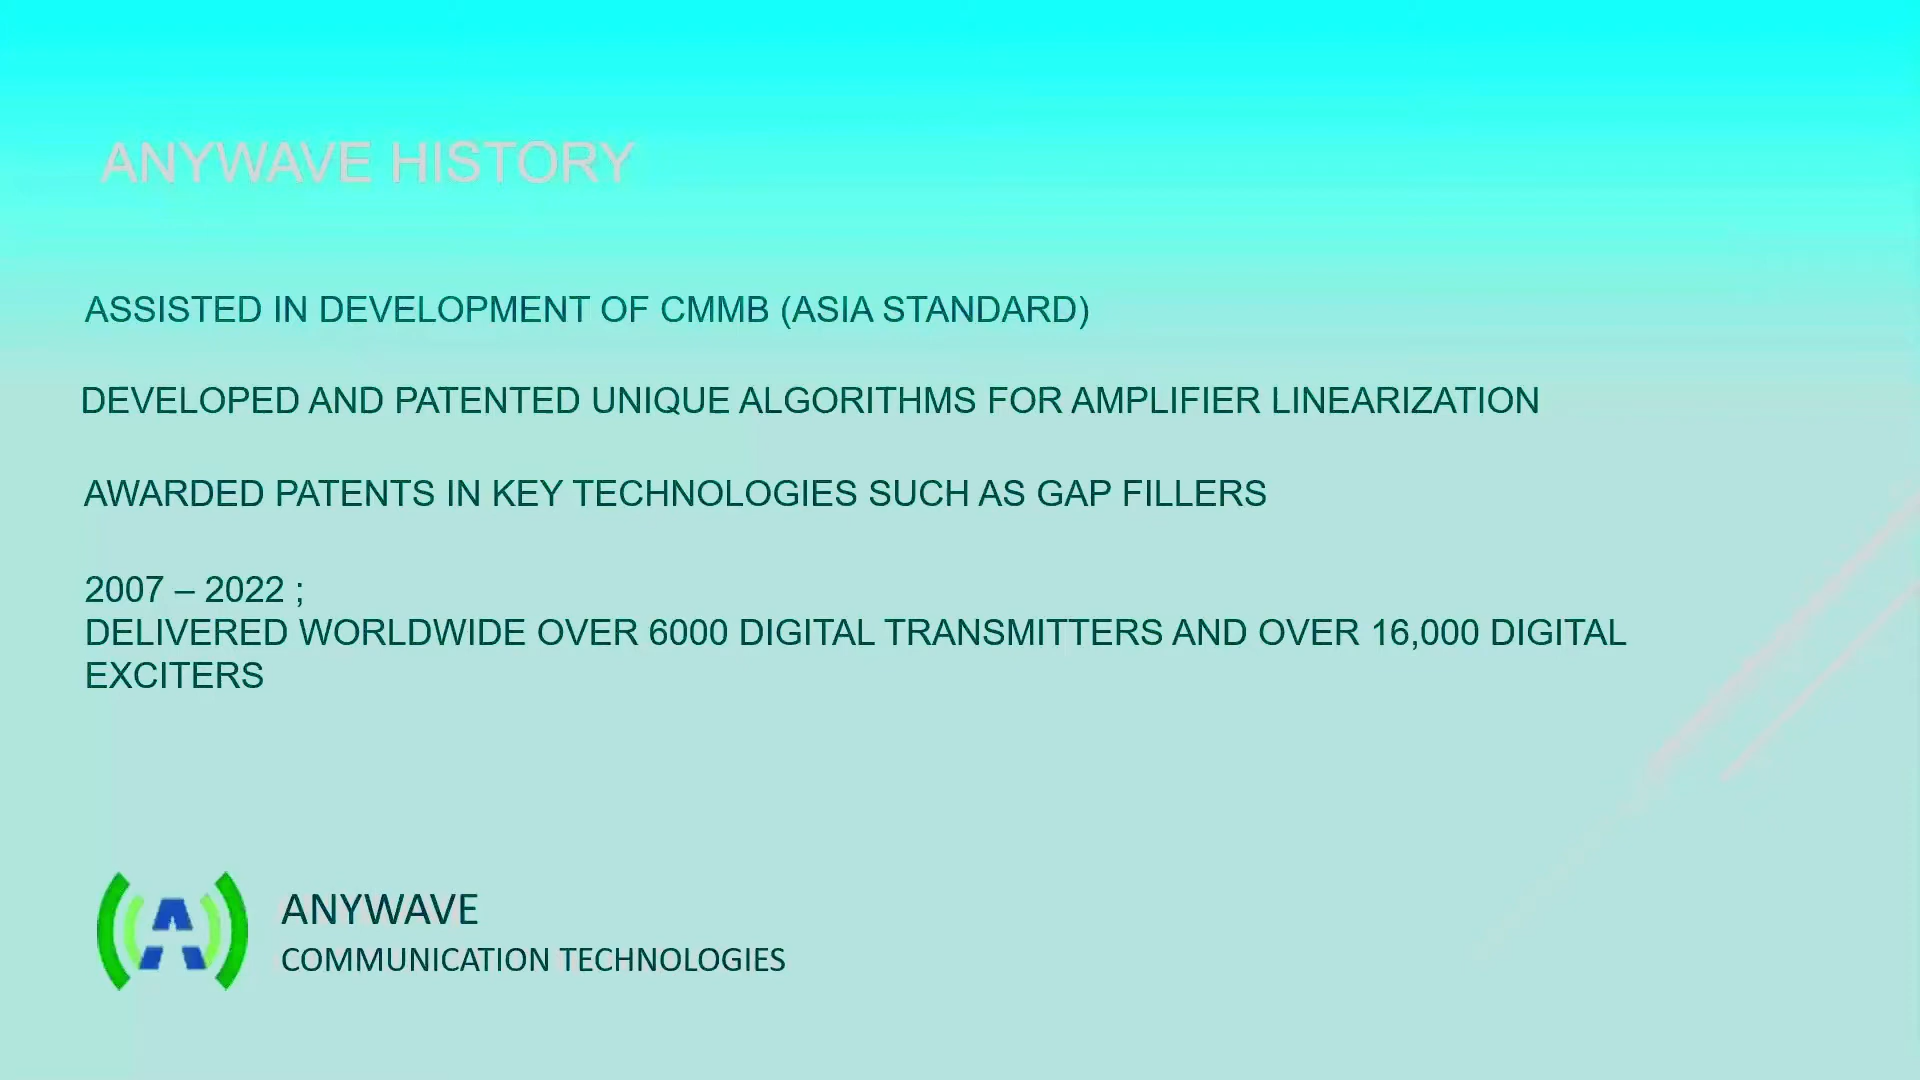 ANYWAVE HISTORY
ASSISTED IN DEVELOPMENT OF CMMB (ASIA STANDARD)
DEVELOPED AND PATENTED UNIQUE ALGORITHMS FOR AMPLIFIER LINEARIZATION
AWARDED PATENTS IN KEY TECHNOLOGIES SUCH AS GAP FILLERS
2007 – 2022 ;
DELIVERED WORLDWIDE OVER 6000 DIGITAL TRANSMITTERS AND OVER 16,000 DIGITAL
EXCITERS
ANYWAVE
COMMUNICATION TECHNOLOGIES